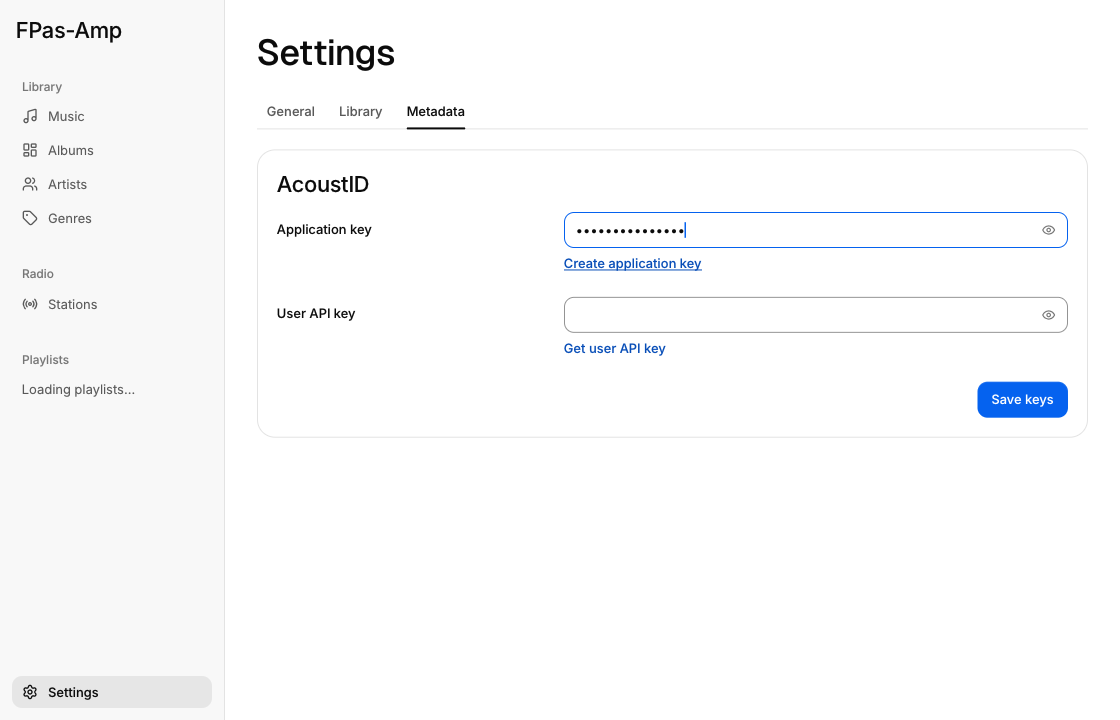 FPas-Amp
Library
Music
Albums
Artists
Genres
Radio
Stations
Playlists
Loading playlists...
Settings
Settings
General
Library
Metadata
AcoustID
Application key
•••••••••••••••
Create application key
User API key
Get user API key
Save keys